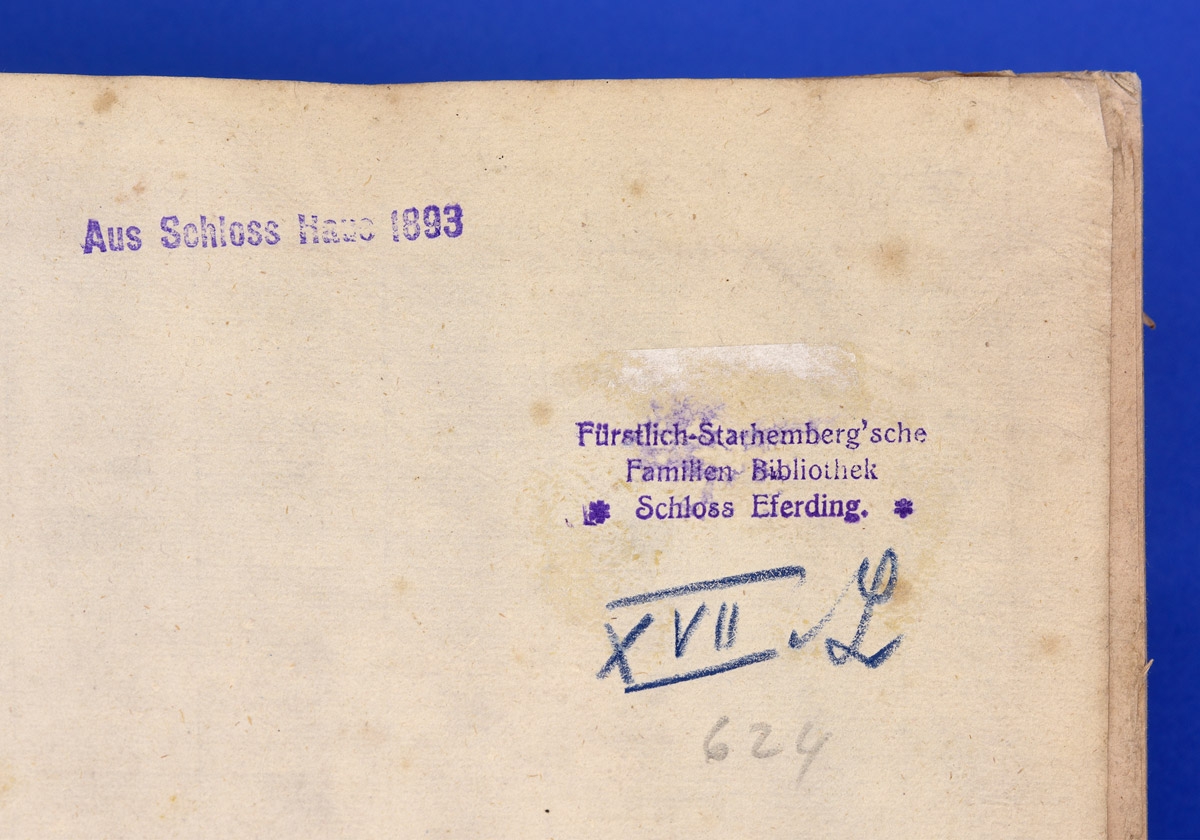 Aus Schloss Haus 1893
Fürstlich-Starhemberg'sche
Familien Bibliothek
* Schloss Eferding. *
XVII L
624